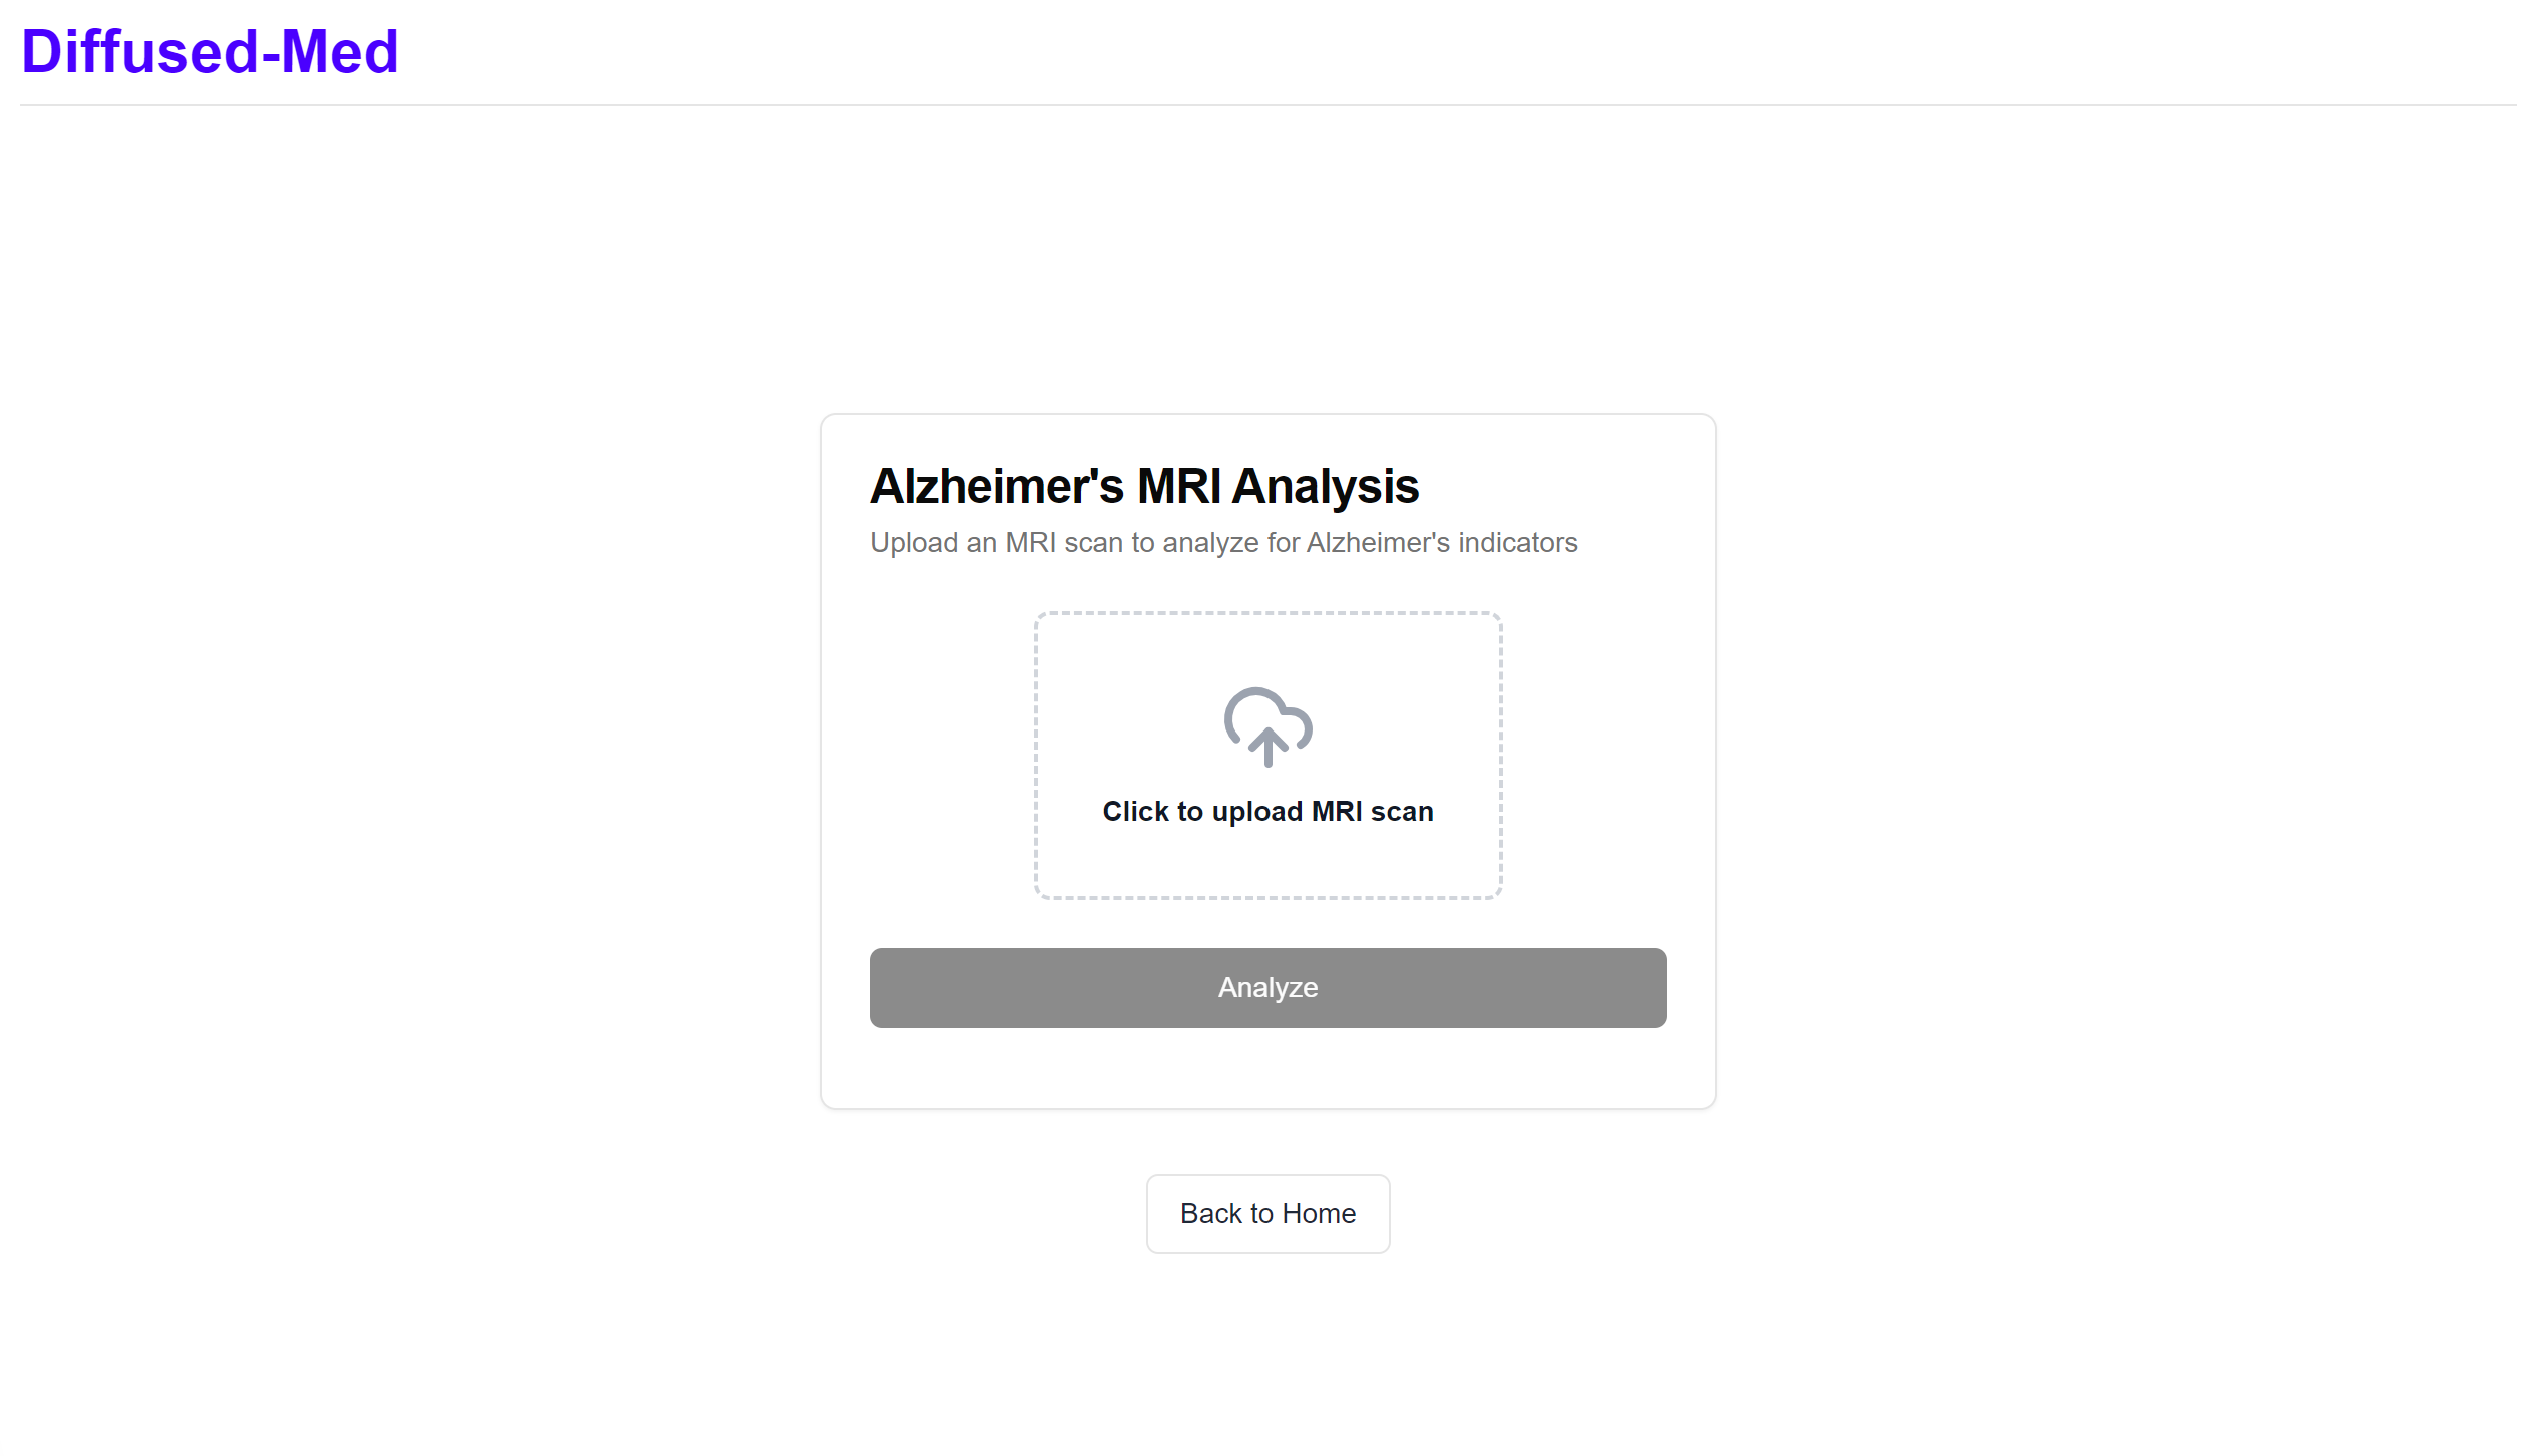 Diffused-Med
Alzheimer's MRI Analysis
Upload an MRI scan to analyze for Alzheimer's indicators
Click to upload MRI scan
Analyze
Back to Home